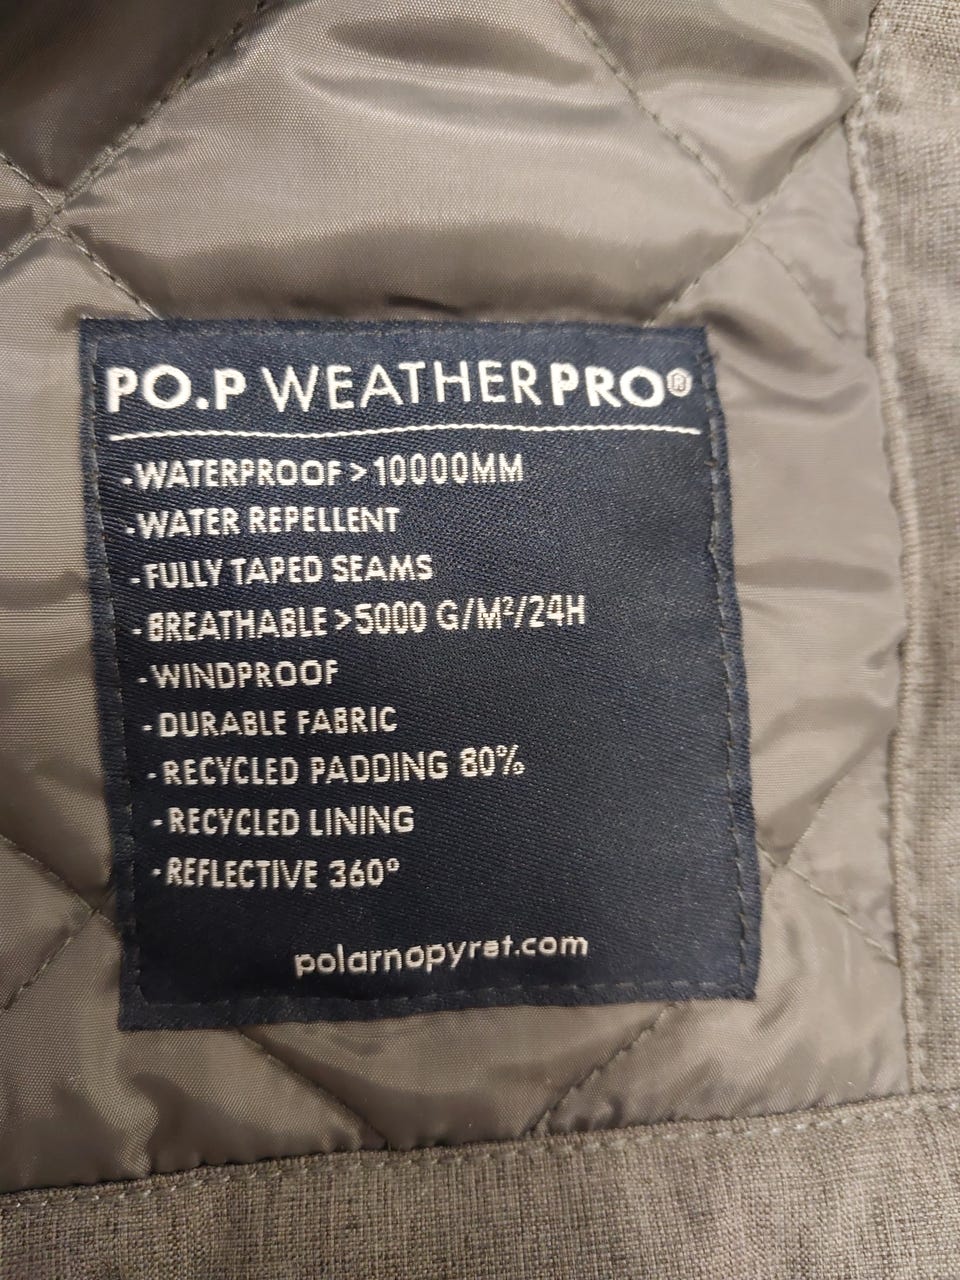 PO.P WEATHERPRO®
-WATERPROOF > 10000MM
-WATER REPELLENT
-FULLY TAPED SEAMS
-BREATHABLE >5000 G/M²/24H
-WINDPROOF
-DURABLE FABRIC
-RECYCLED PADDING 80%
-RECYCLED LINING
-REFLECTIVE 360°
polarnopyret.com